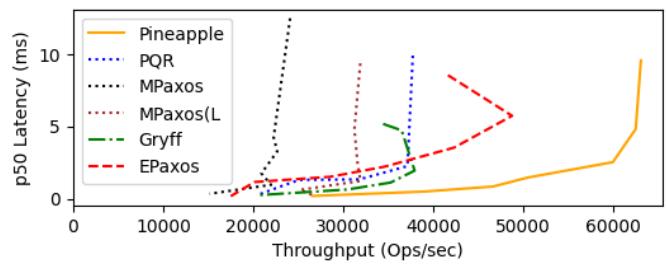 Pineapple
PQR
MPaxos
MPaxos(L
Gryff
EPaxos
p50 Latency (ms)
10
5
0
0 10000 20000 30000 40000 50000 60000
Throughput (Ops/sec)